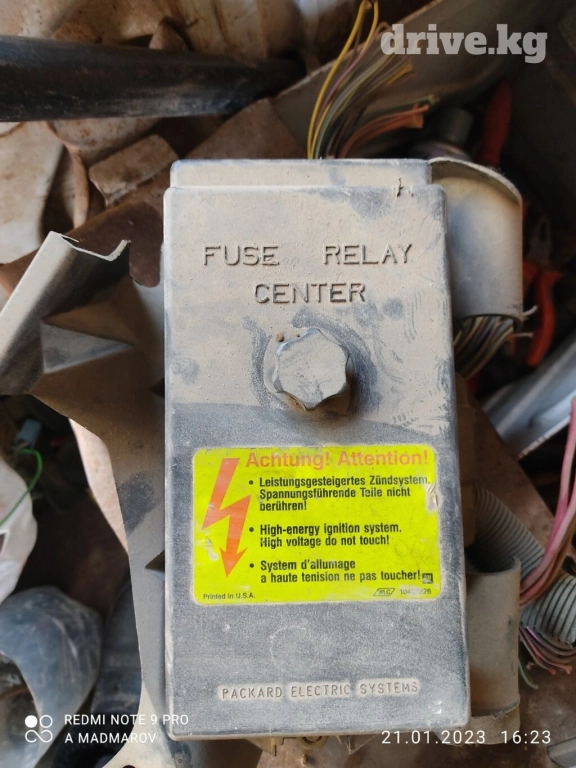 drive.kg
FUSE RELAY
CENTER
Achtung! Attention!
• Leistungsgesteigertes Zündsystem.
Spannungsführende Teile nicht
berühren!
• High-energy ignition system.
High voltage do not touch!
• System d'allumage
a haute tenision ne pas toucher!
Printed in U.S.A.
PACKARD ELECTRIC SYSTEMS
REDMI NOTE 9 PRO
A MADMAROV
21.01.2023 16:23